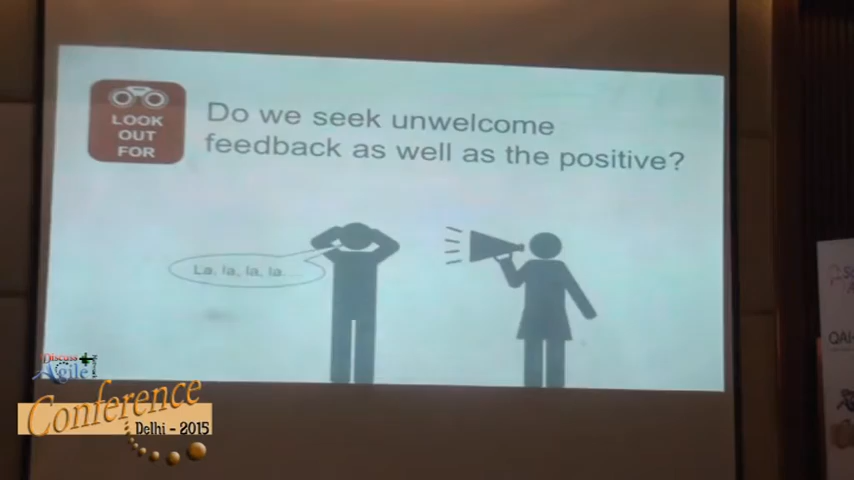 LOOK
OUT
FOR
Do we seek unwelcome
feedback as well as the positive?
La, la, la, la...
Discuss
Agile
Conference
Delhi - 2015
QAI